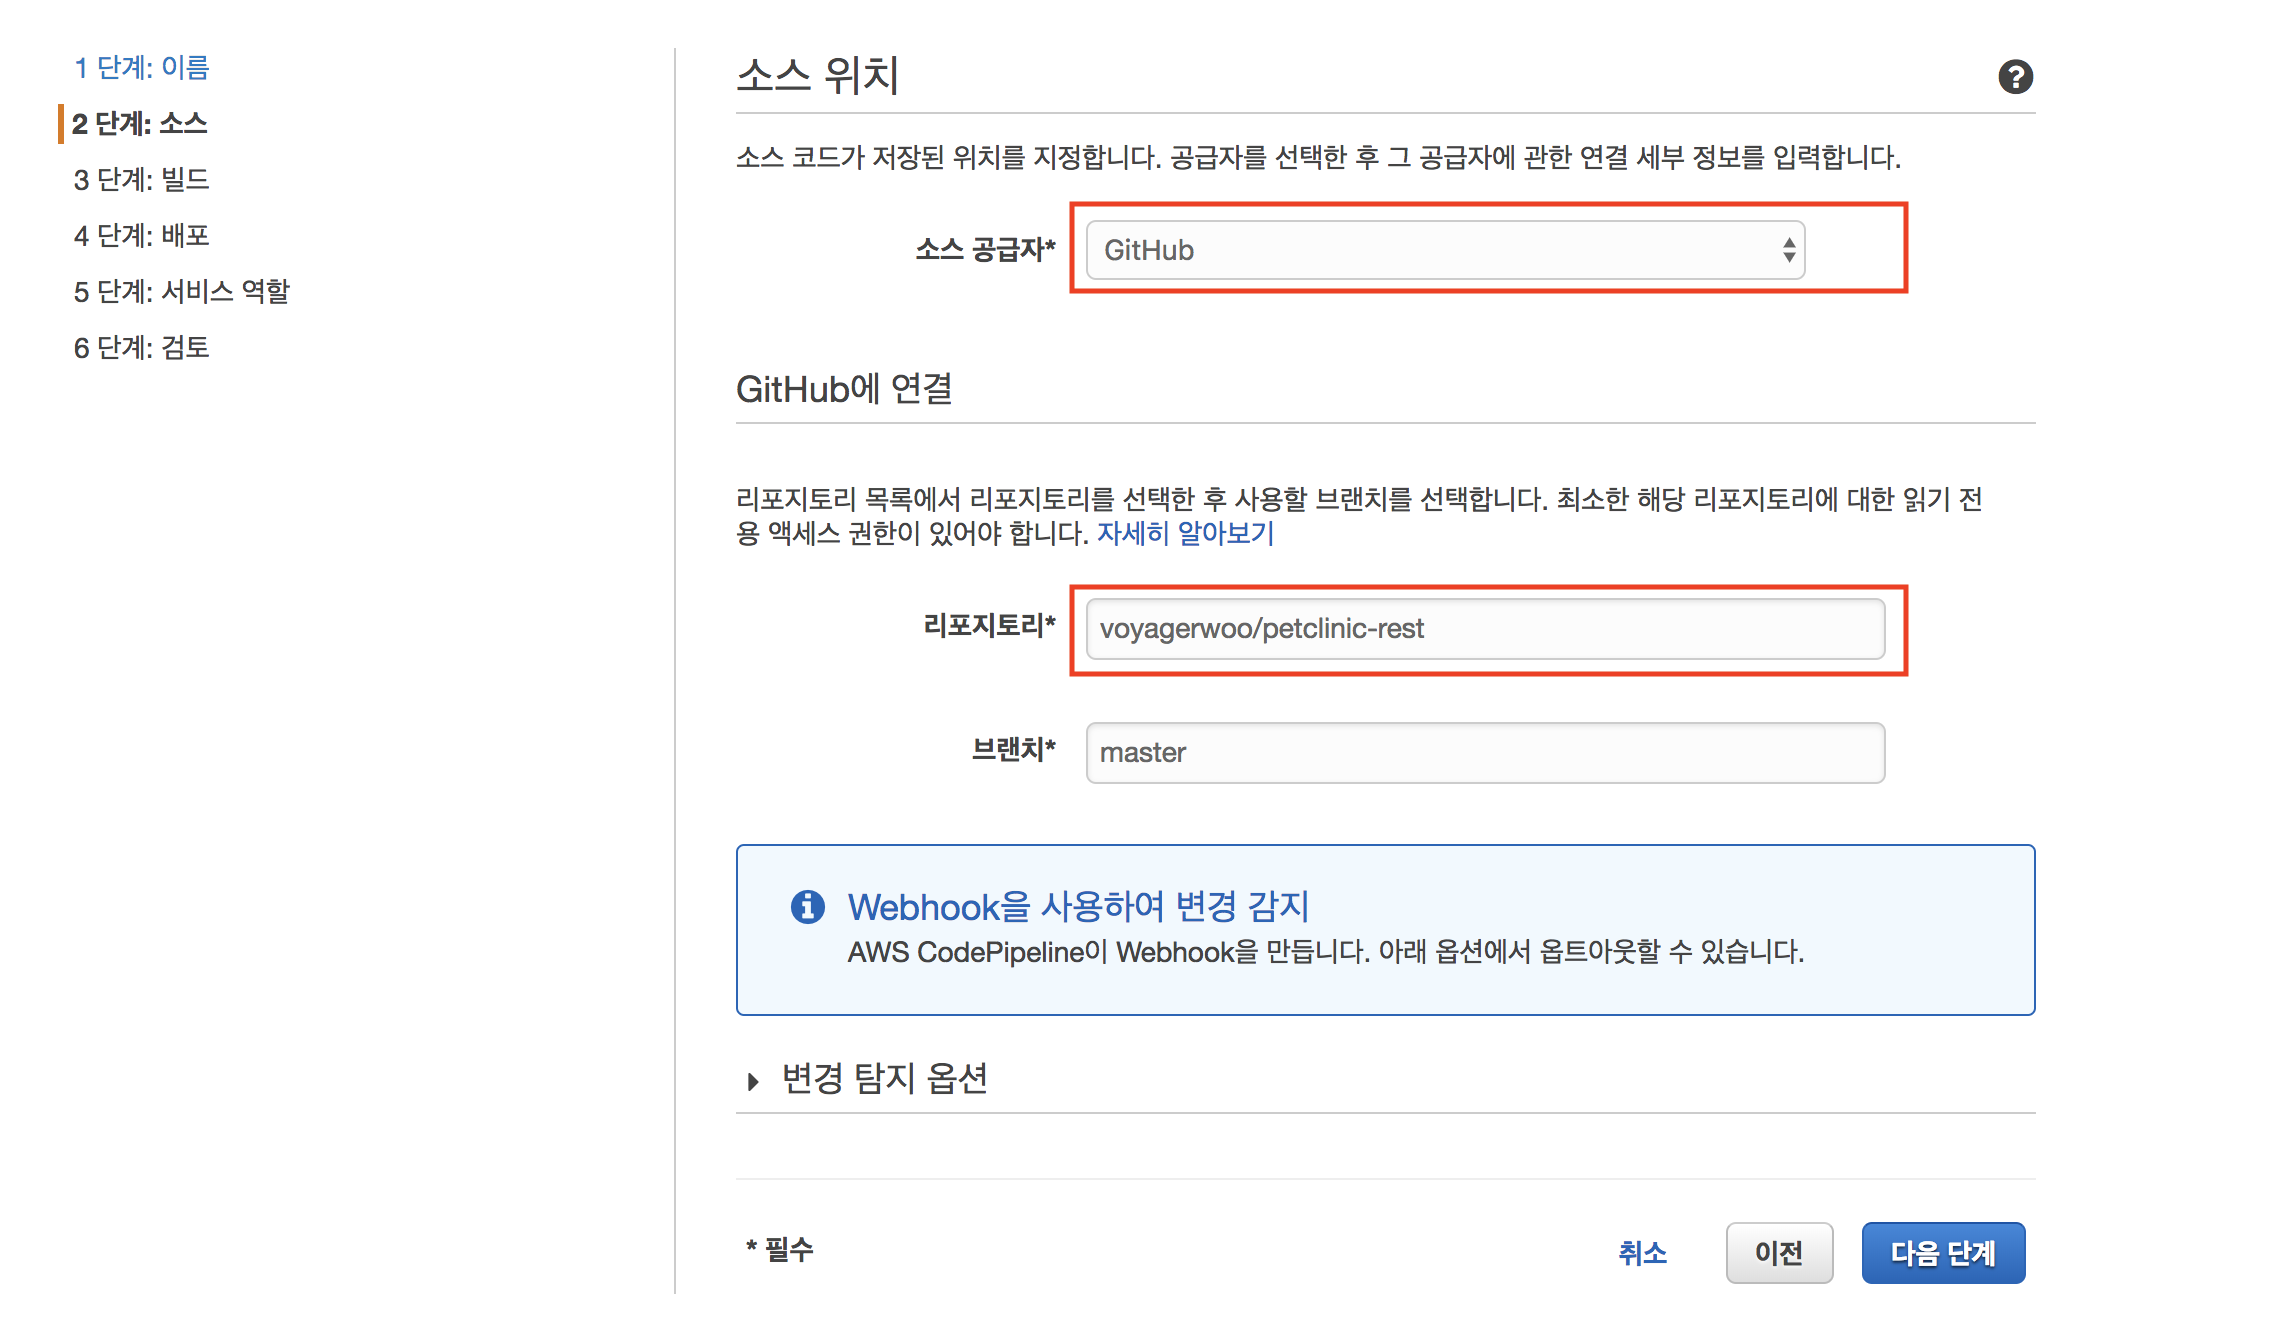 1 단계: 이름
2 단계: 소스
3 단계: 빌드
4 단계: 배포
5 단계: 서비스 역할
6 단계: 검토
소스 위치
소스 코드가 저장된 위치를 지정합니다. 공급자를 선택한 후 그 공급자에 관한 연결 세부 정보를 입력합니다.
소스 공급자* GitHub
GitHub에 연결
리포지토리 목록에서 리포지토리를 선택한 후 사용할 브랜치를 선택합니다. 최소한 해당 리포지토리에 대한 읽기 전
용 액세스 권한이 있어야 합니다. 자세히 알아보기
리포지토리* voyagerwoo/petclinic-rest
브랜치* master
Webhook을 사용하여 변경 감지
AWS CodePipeline이 Webhook을 만듭니다. 아래 옵션에서 옵트아웃할 수 있습니다.
변경 탐지 옵션
* 필수 취소 이전 다음 단계